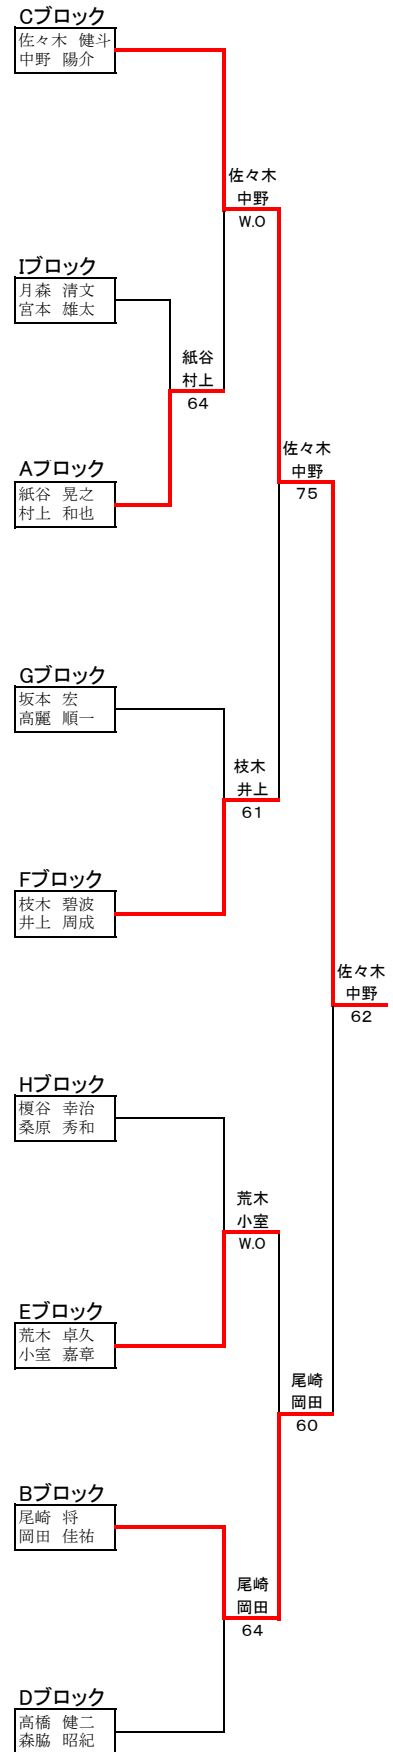 Cブロック
佐々木 健斗
中野 陽介
佐々木
中野
W.O
Iブロック
月森 清文
宮本 雄太
紙谷
村上
64
佐々木
中野
75
Aブロック
紙谷 晃之
村上 和也
Gブロック
坂本 宏
高麗 順一
枝木
井上
61
Fブロック
枝木 碧波
井上 周成
佐々木
中野
62
Hブロック
榎谷 幸治
桑原 秀和
荒木
小室
W.O
Eブロック
荒木 卓久
小室 嘉章
尾崎
岡田
60
Bブロック
尾崎 将
岡田 佳祐
尾崎
岡田
64
Dブロック
高橋 健二
森脇 昭紀